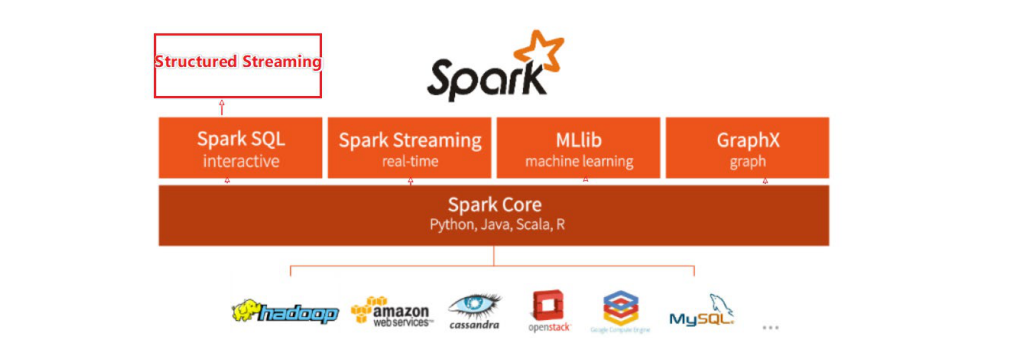 Structured Streaming
Spark
Spark SQL
interactive
Spark Streaming
real-time
MLlib
machine learning
GraphX
graph
Spark Core
Python, Java, Scala, R
hadoop
amazon
web services™
cassandra
openstack
Google Compute Engine
MySQL
...